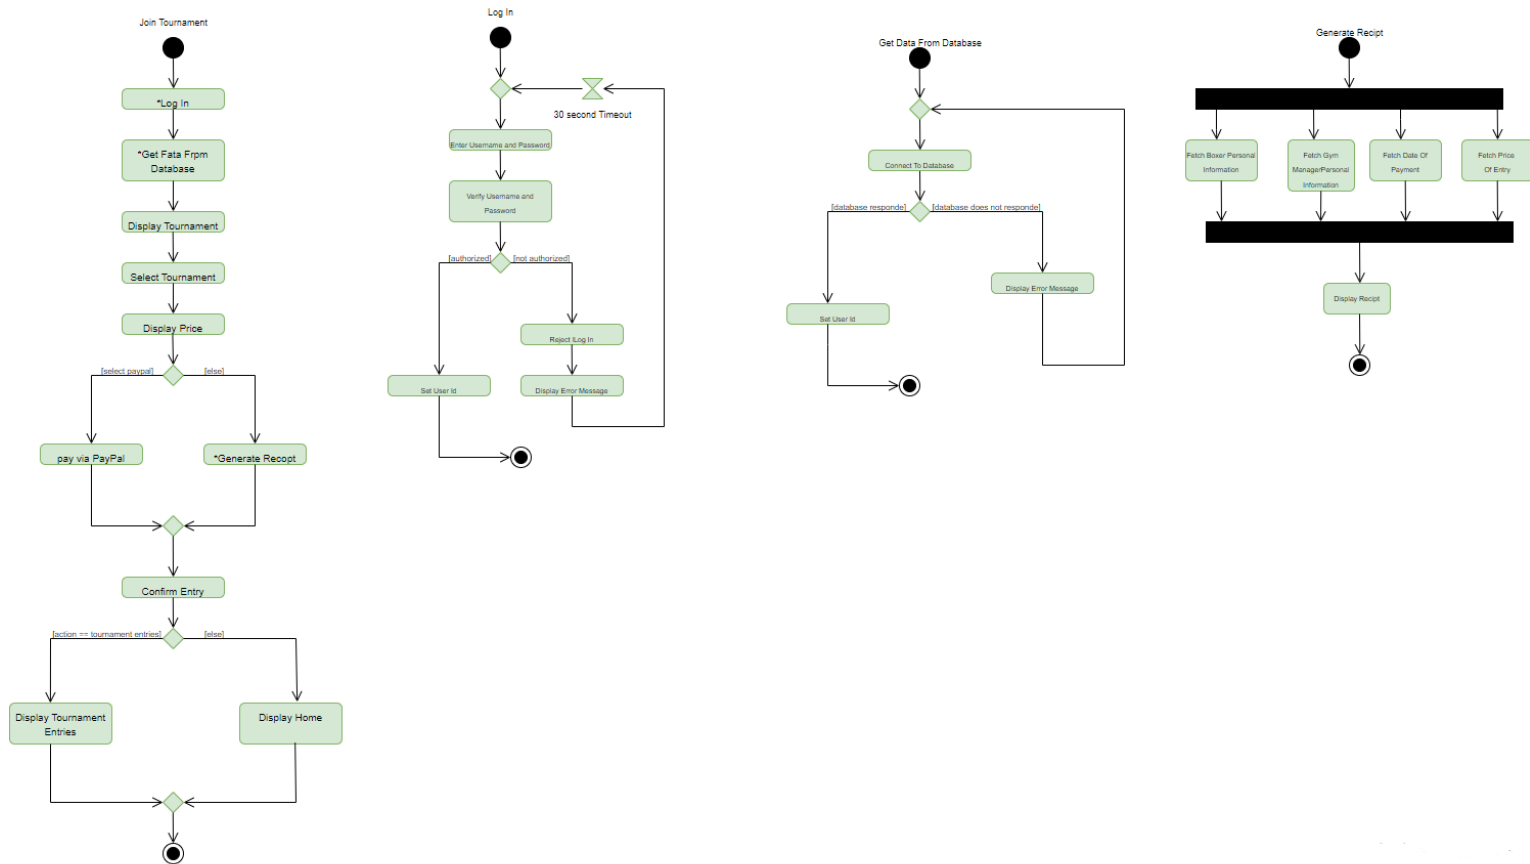 Join Tournament
*Log In
*Get Fata Frpm
Database
Display Tournament
Select Tournament
Display Price
[select paypal]
[else]
pay via PayPal
*Generate Recopt
Confirm Entry
[action == tournament entries]
[else]
Display Tournament
Entries
Display Home
Log In
30 second Timeout
Enter Username and Password
Verify Username and
Password
[authorized]
[not authorized]
Reject lLog In
Set User Id
Display Error Message
Get Data From Database
Connect To Database
[database responde]
[database does not responde]
Display Error Message
Set User Id
Generate Recipt
Fetch Boxer Personal
Information
Fetch Gym
ManagerPersonal
Information
Fetch Date Of
Payment
Fetch Price
Of Entry
Display Recipt